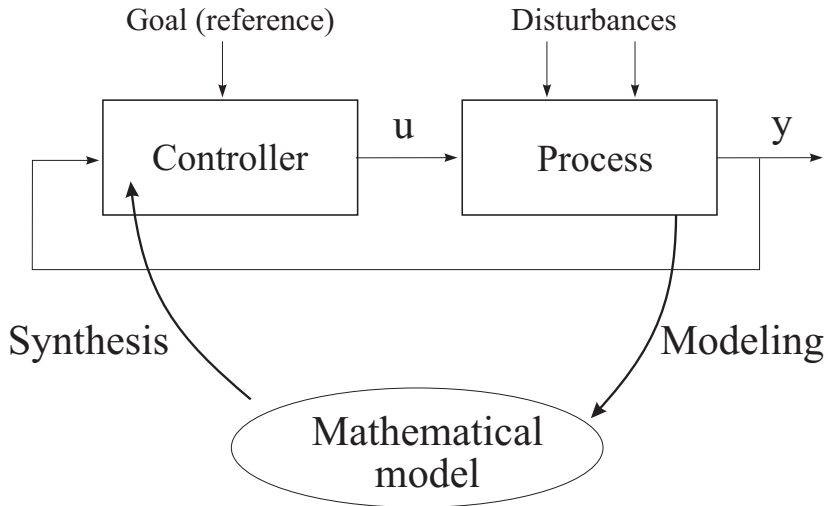 Goal (reference)
Disturbances
Controller
u
Process
y
Synthesis
Modeling
Mathematical
model